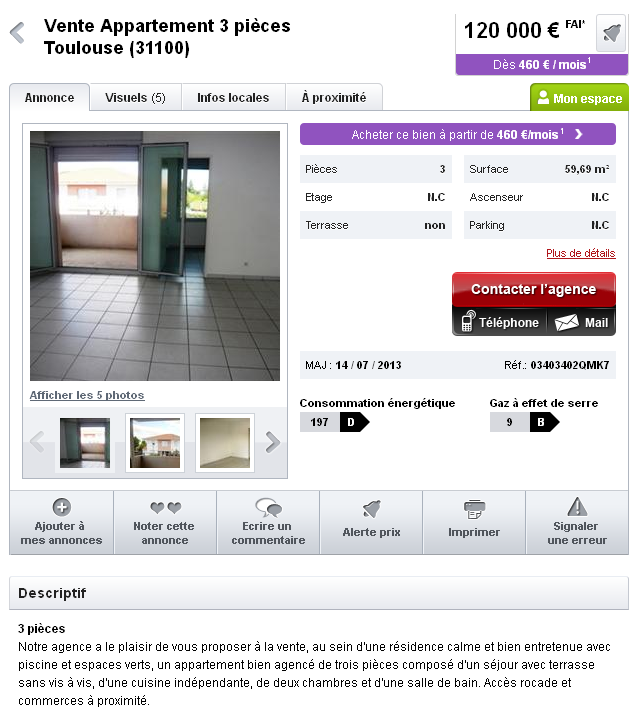 Vente Appartement 3 pièces
Toulouse (31100)
120 000 € FAI*
Dès 460 € / mois¹
Annonce
Visuels (5)
Infos locales
À proximité
Mon espace
Acheter ce bien à partir de 460 €/mois ¹
Pièces 3
Surface 59,69 m²
Etage N.C
Ascenseur N.C
Terrasse non
Parking N.C
Plus de détails
Contacter l'agence
Téléphone
Mail
MAJ : 14 / 07 / 2013
Réf.: 03403402QMK7
Afficher les 5 photos
Consommation énergétique
Gaz à effet de serre
197 D
9 B
Ajouter à
mes annonces
Noter cette
annonce
Ecrire un
commentaire
Alerte prix
Imprimer
Signaler
une erreur
Descriptif
3 pièces
Notre agence a le plaisir de vous proposer à la vente, au sein d'une résidence calme et bien entretenue avec
piscine et espaces verts, un appartement bien agencé de trois pièces composé d'un séjour avec terrasse
sans vis à vis, d'une cuisine indépendante, de deux chambres et d'une salle de bain. Accès rocade et
commerces à proximité.